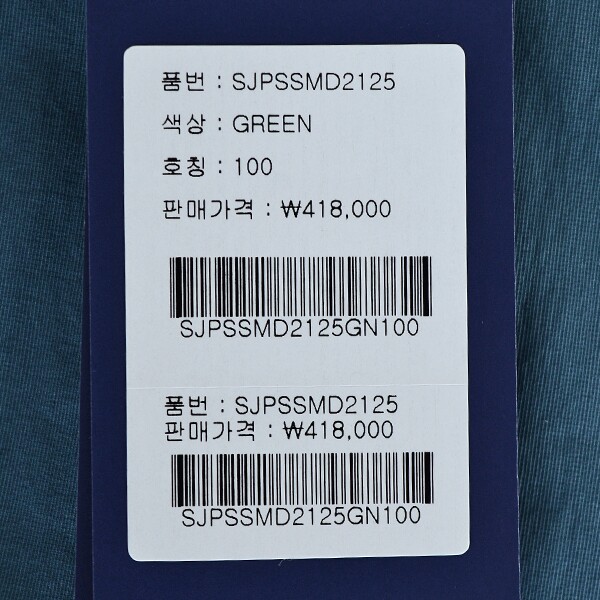 품번 : SJPSSMD2125
색상 : GREEN
호칭 : 100
판매가격 : ₩418,000
SJPSSMD2125GN100
품번 : SJPSSMD2125
판매가격 : ₩418,000
SJPSSMD2125GN100